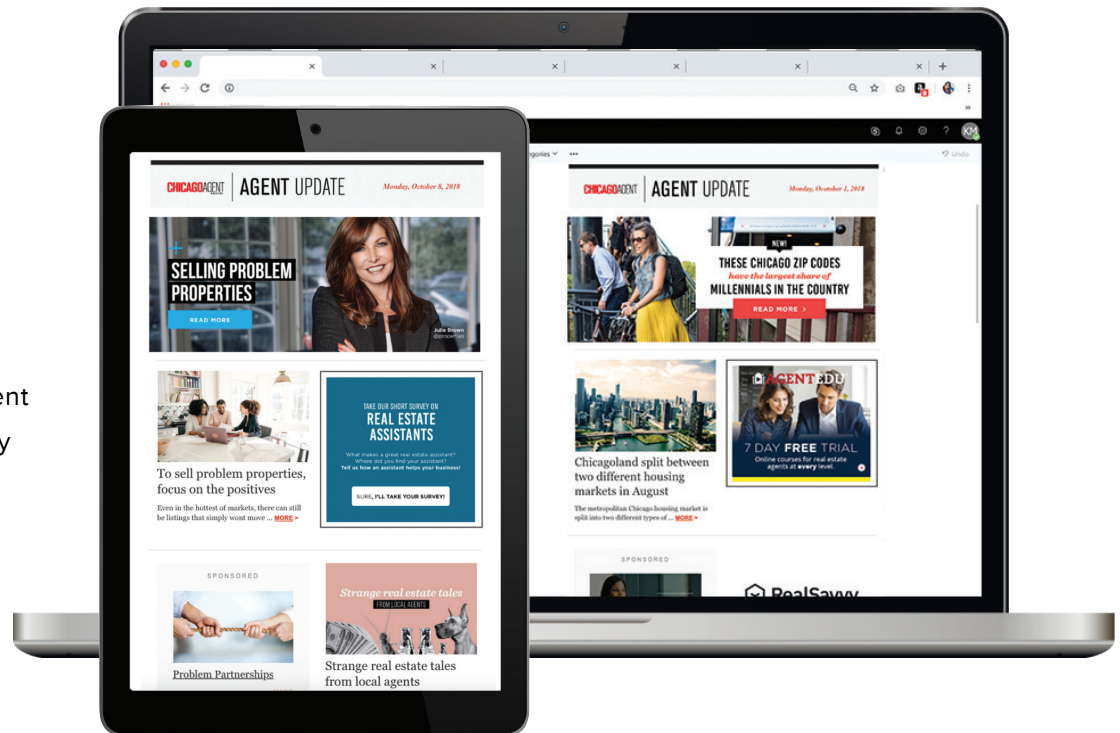 ent
y
CHICAGOAGENT
AGENT UPDATE
Monday, October 8, 2018
SELLING PROBLEM
PROPERTIES
READ MORE
Julie Brown
@properties
To sell problem properties,
focus on the positives
Even in the hottest of markets, there can still
be listings that simply wont move ... MORE >
TAKE OUR SHORT SURVEY ON
REAL ESTATE
ASSISTANTS
What makes a great real estate assistant?
Where did you find your assistant?
Tell us how an assistant helps your business!
SURE, I'LL TAKE YOUR SURVEY!
SPONSORED
Problem Partnerships
Strange real estate tales
FROM LOCAL AGENTS
Strange real estate tales
from local agents
egories
Undo
KM
CHICAGOAGENT
AGENT UPDATE
Monday, Ocotober 1, 2018
NEW!
THESE CHICAGO ZIP CODES
have the largest share of
MILLENNIALS IN THE COUNTRY
READ MORE >
Chicagoland split between
two different housing
markets in August
The metropolitan Chicago housing market is
split into two different types of ... MORE >
AGENTEDU
7 DAY FREE TRIAL
Online courses for real estate
agents at every level.
SPONSORED
RealSavvy